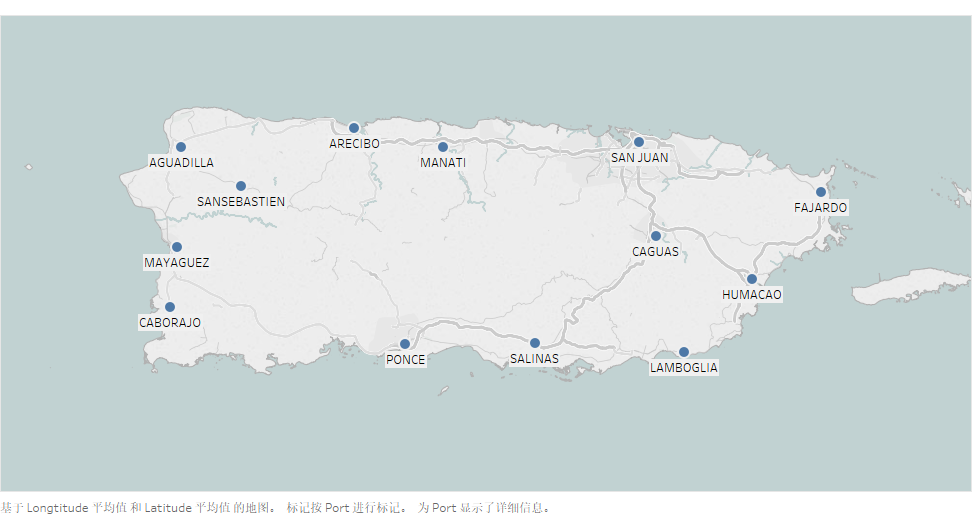 ARECIBO
AGUADILLA
MANATI
SAN JUAN
SANSEBASTIEN
FAJARDO
MAYAGUEZ
CAGUAS
HUMACAO
CABORAJO
PONCE
SALINAS
LAMBOGLIA
基于 Longtitude 平均值 和 Latitude 平均值 的地图。 标记按 Port 进行标记。 为 Port 显示了详细信息。